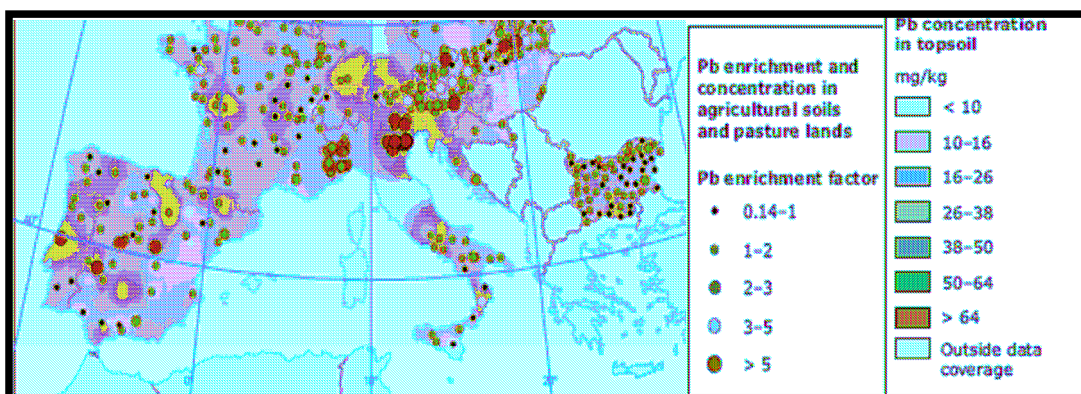 Pb enrichment and
concentration in
agricultural soils
and pasture lands
Pb enrichment factor
0.14-1
1-2
2-3
3-5
> 5
Pb concentration
in topsoil
mg/kg
< 10
10-16
16-26
26-38
38-50
50-64
> 64
Outside data
coverage